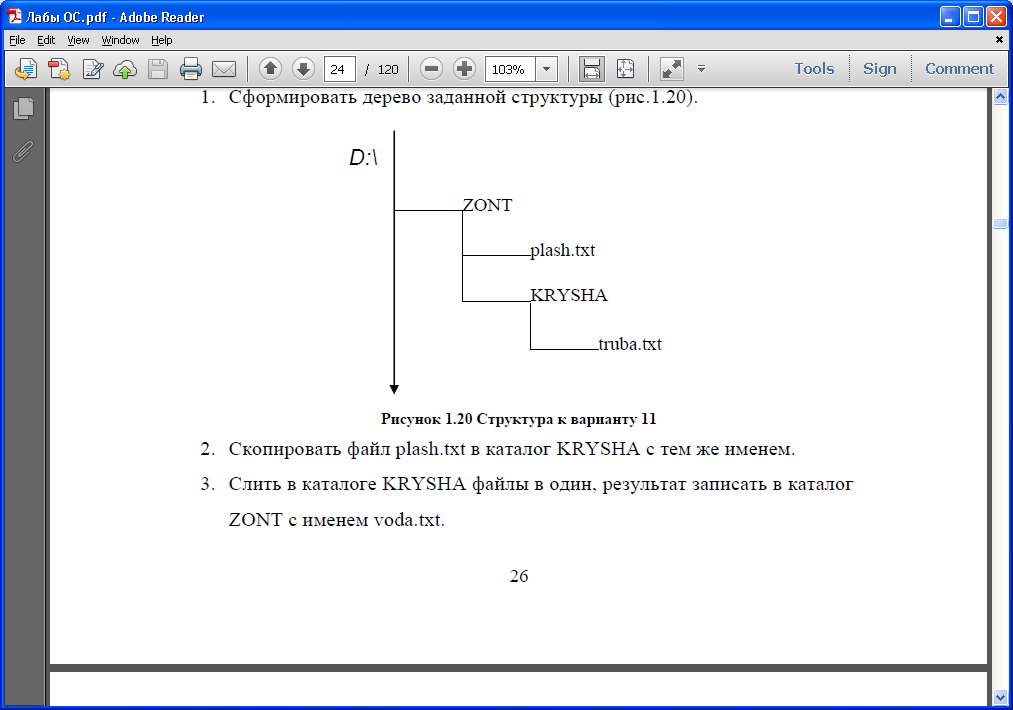 Лабы ОС.pdf - Adobe Reader
File Edit View Window Help
24 / 120 103% Tools Sign Comment
1. Сформировать дерево заданной структуры (рис.1.20).
D:\
ZONT
plash.txt
KRYSHA
truba.txt
Рисунок 1.20 Структура к варианту 11
2. Скопировать файл plash.txt в каталог KRYSHA с тем же именем.
3. Слить в каталоге KRYSHA файлы в один, результат записать в каталог
ZONT с именем voda.txt.
26